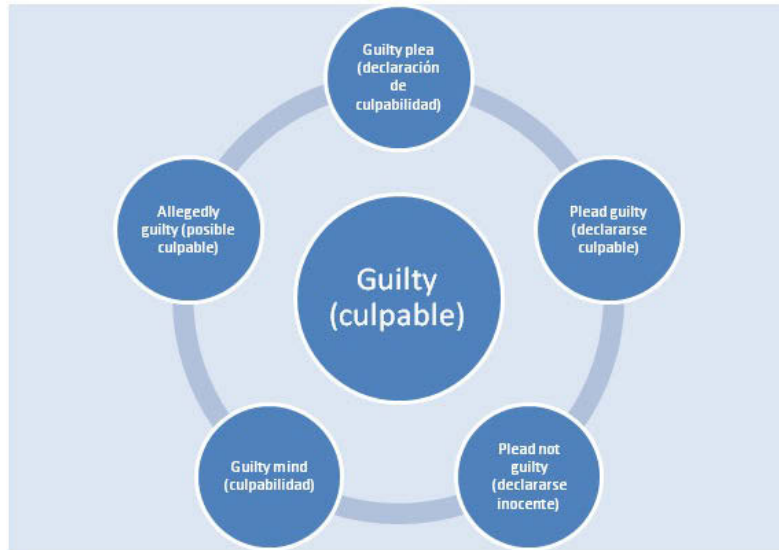 Guilty plea
(declaración
de
culpabilidad)
Plead guilty
(declararse
culpable)
Plead not
guilty
(declararse
inocente)
Guilty mind
(culpabilidad)
Allegedly
guilty (posible
culpable)
Guilty
(culpable)